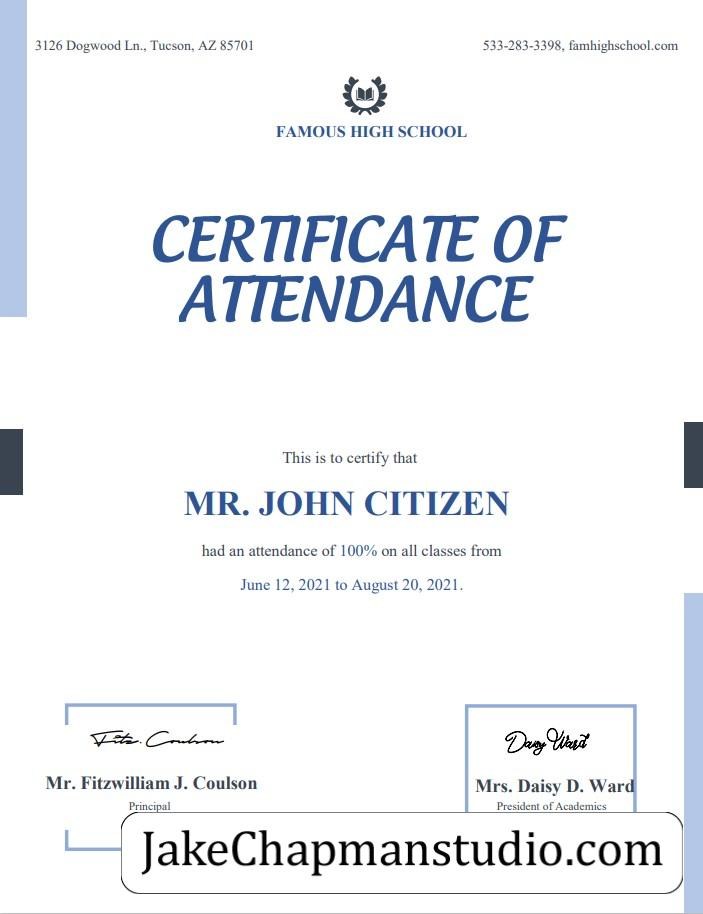 3126 Dogwood Ln., Tucson, AZ 85701
533-283-3398, famhighschool.com
FAMOUS HIGH SCHOOL
CERTIFICATE OF
ATTENDANCE
This is to certify that
MR. JOHN CITIZEN
had an attendance of 100% on all classes from
June 12, 2021 to August 20, 2021.
Fitz. Coulson
Daisy Ward
Mr. Fitzwilliam J. Coulson
Mrs. Daisy D. Ward
Principal
President of Academics
JakeChapmanstudio.com